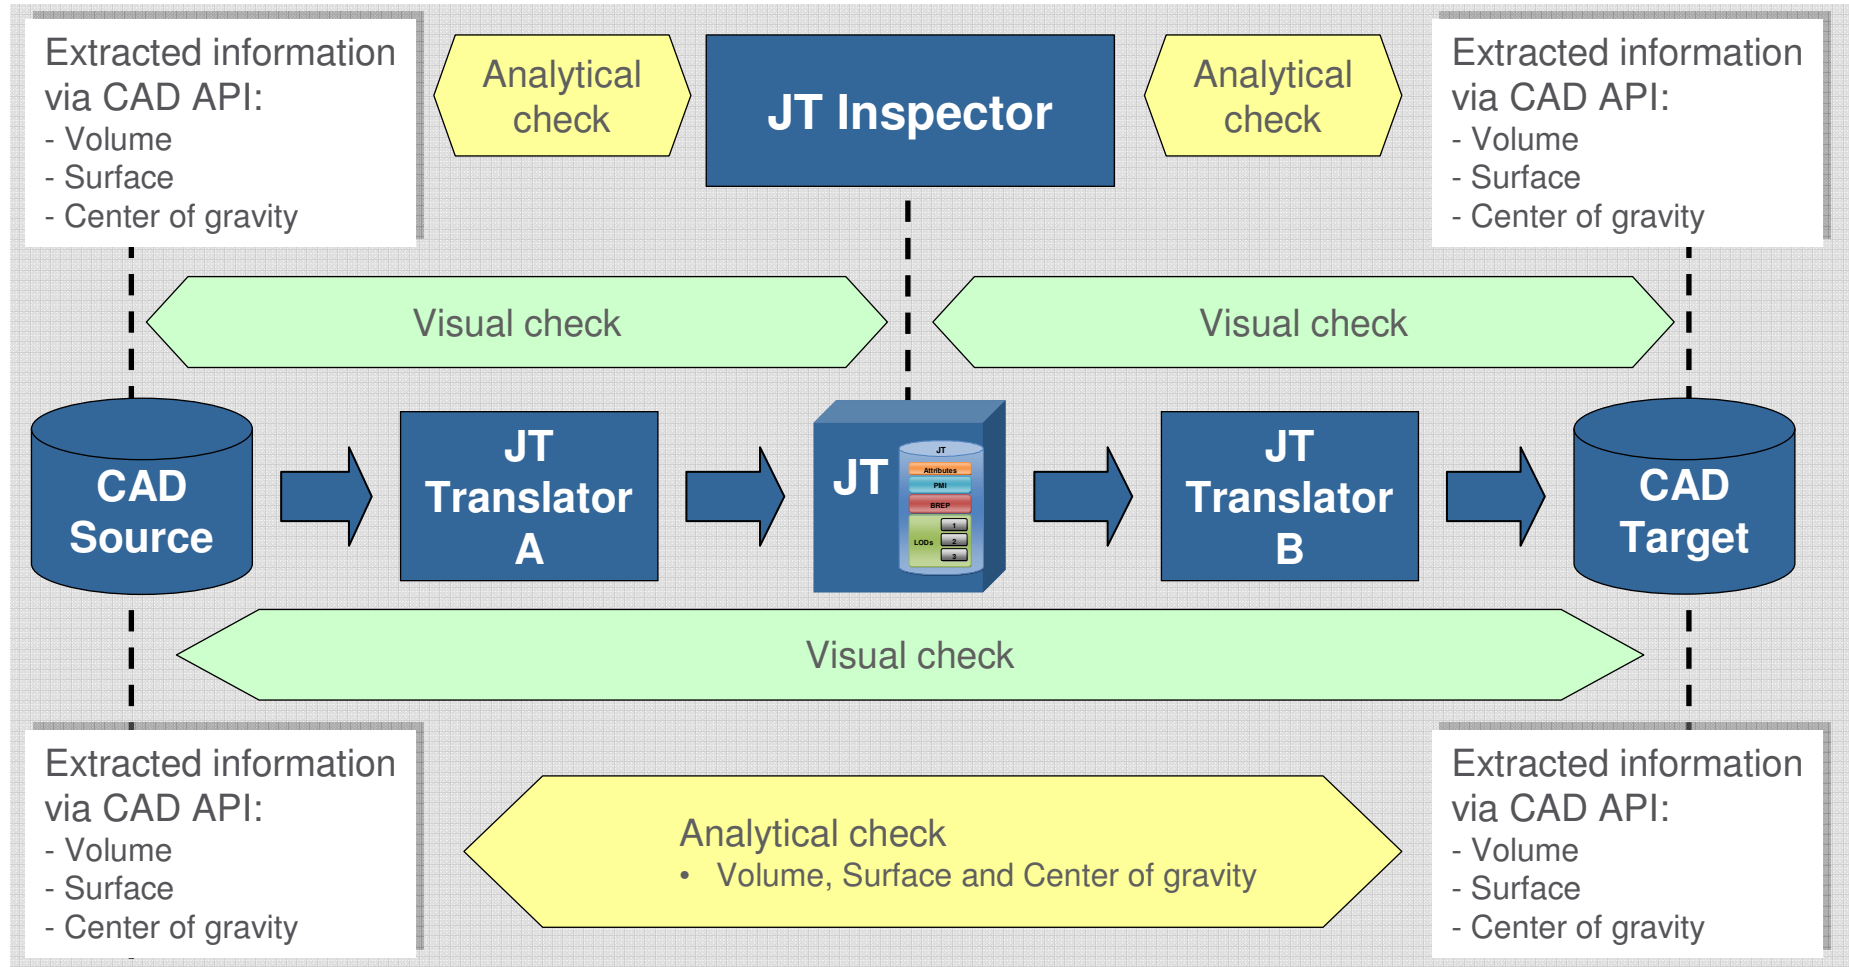 Extracted information
via CAD API:
- Volume
- Surface
- Center of gravity
Analytical
check
JT Inspector
Analytical
check
Extracted information
via CAD API:
- Volume
- Surface
- Center of gravity
Visual check
Visual check
CAD
Source
JT
Translator
A
JT
JT
Attributes
PMI
BREP
LODs
1
2
3
JT
Translator
B
CAD
Target
Visual check
Extracted information
via CAD API:
- Volume
- Surface
- Center of gravity
Analytical check
• Volume, Surface and Center of gravity
Extracted information
via CAD API:
- Volume
- Surface
- Center of gravity